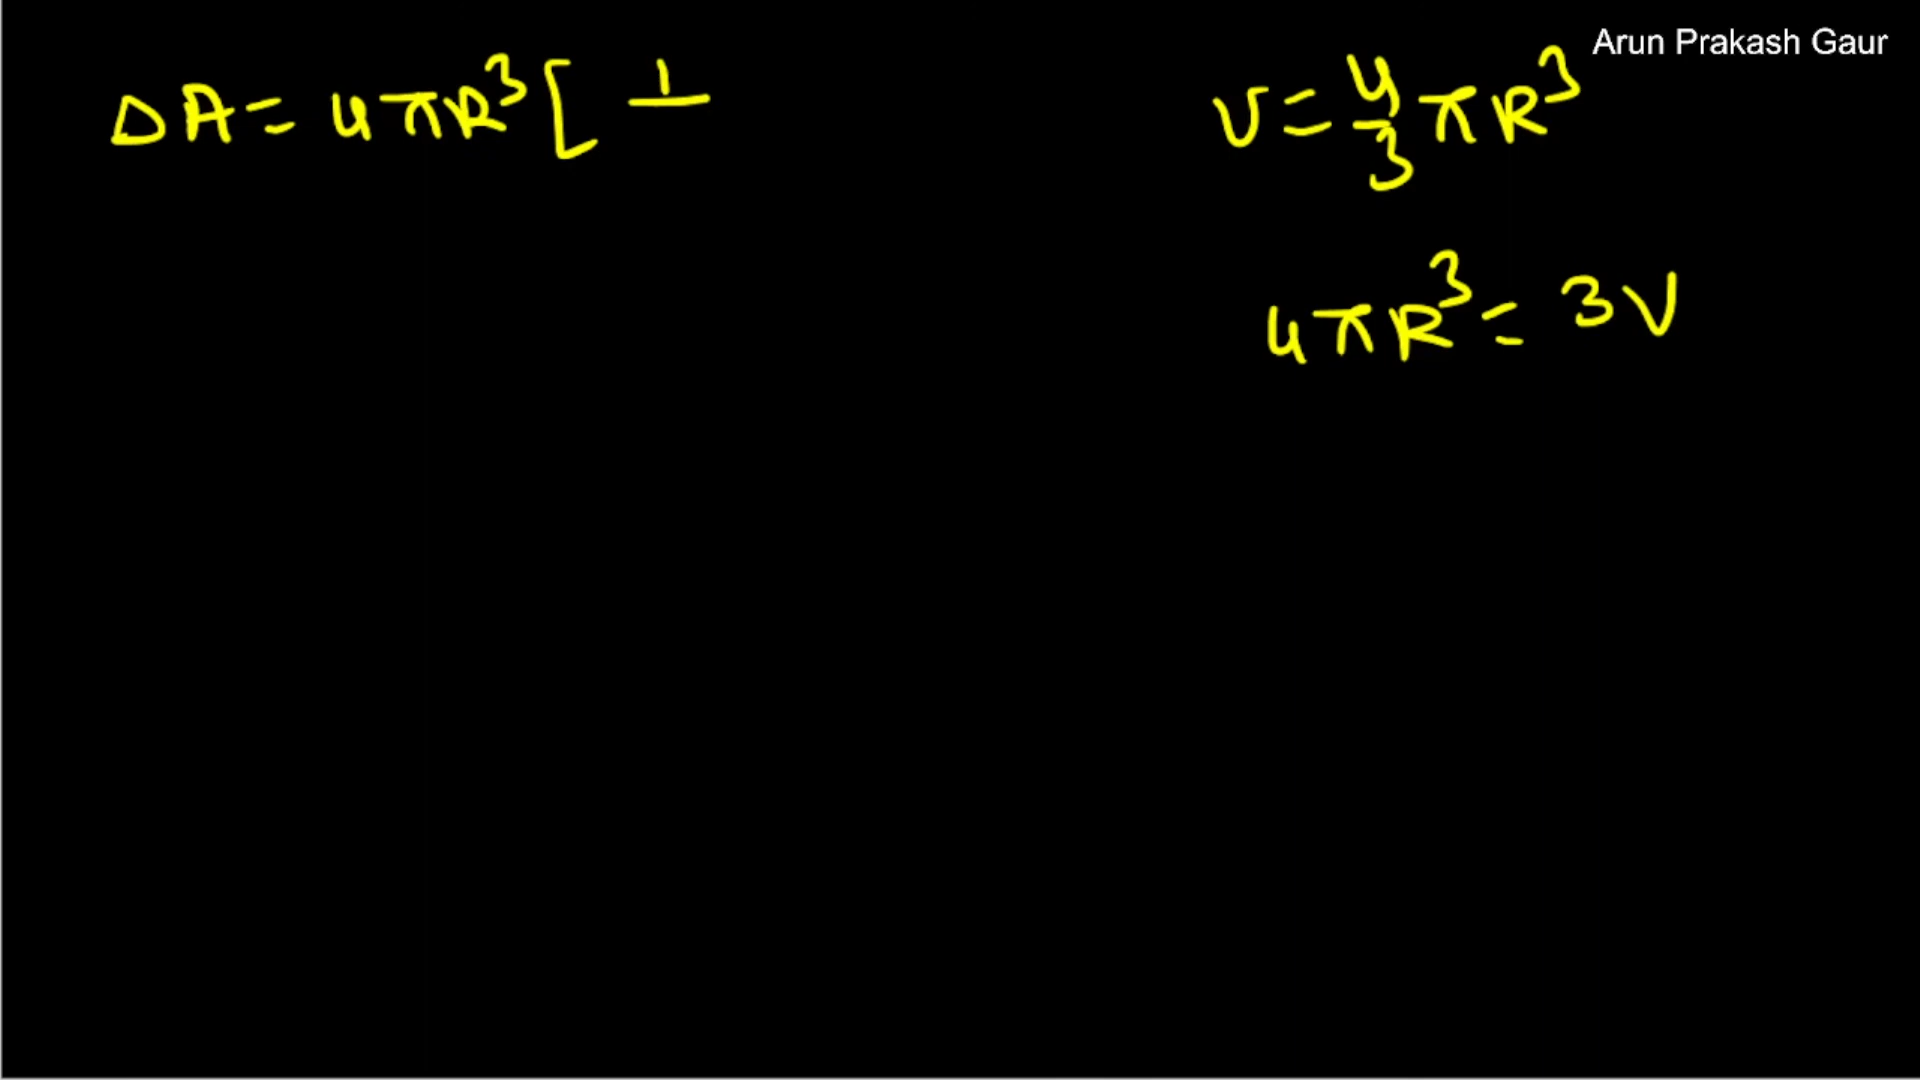 Arun Prakash Gaur
ΔA = 4πR³ [ 1/
V = 4/3 πR³
4πR³ = 3V